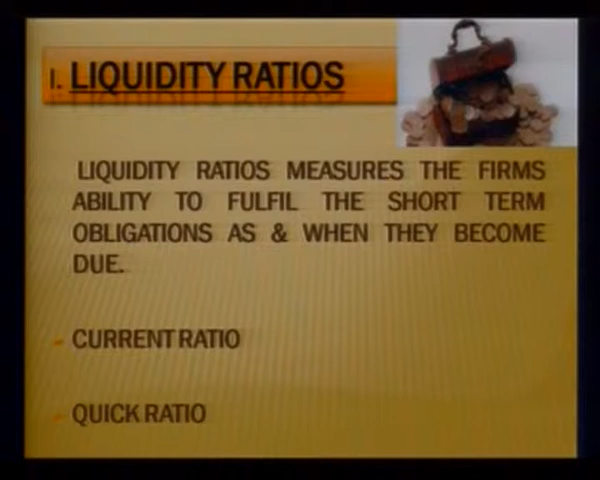 I. LIQUIDITY RATIOS
LIQUIDITY RATIOS MEASURES THE FIRMS
ABILITY TO FULFIL THE SHORT TERM
OBLIGATIONS AS & WHEN THEY BECOME
DUE.
- CURRENT RATIO
- QUICK RATIO